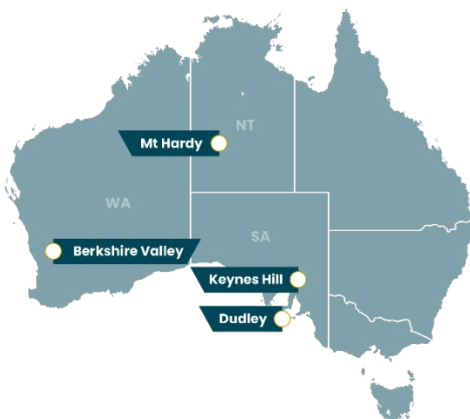 NT
Mt Hardy
WA
SA
Berkshire Valley
Keynes Hill
Dudley